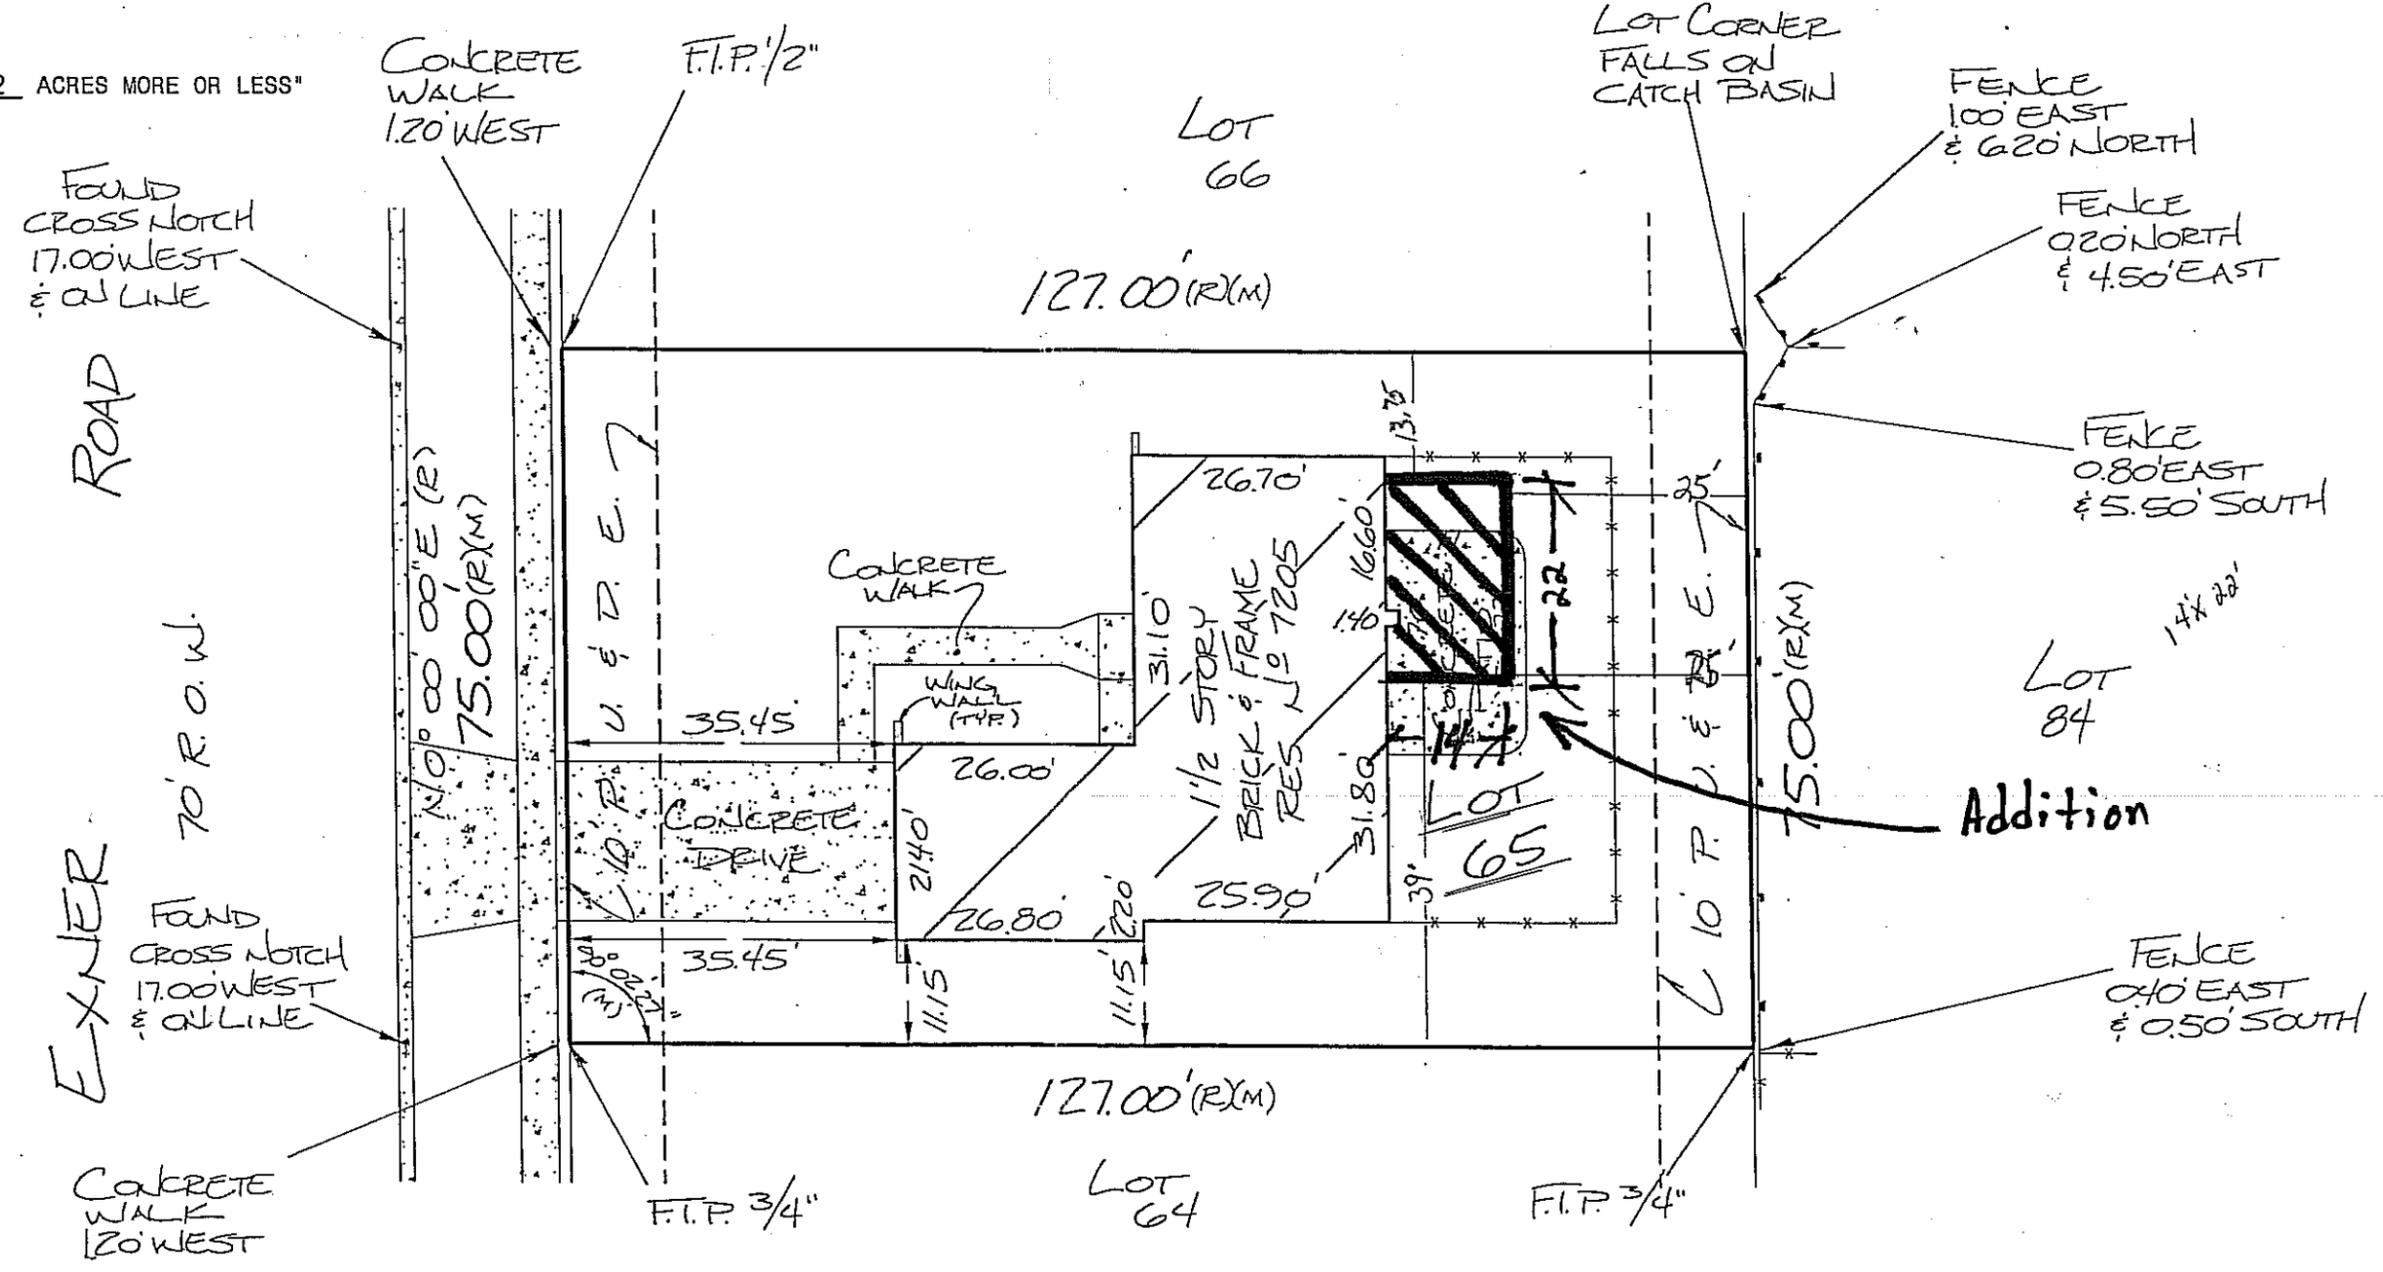 2 ACRES MORE OR LESS"
CONCRETE
WALK
1.20' WEST
F.I.P. 1/2"
LOT CORNER
FALLS ON
CATCH BASIN
FENCE
1.00' EAST
& 6.20' NORTH
LOT
66
FOUND
CROSS NOTCH
17.00' WEST
& ON LINE
FENCE
0.20' NORTH
& 4.50' EAST
127.00' (R)(M)
FENCE
0.80' EAST
& 5.50' SOUTH
EXNER ROAD
70' R.O.W.
N 0° 00' 00" E (R)
75.00' (R)(M)
10' P. U. & D. E.
13.75
26.70'
25'
CONCRETE
WALK
16.60'
1.40'
22
31.10'
1 1/2 STORY
BRICK & FRAME
RES No 7205
WING
WALL
(TYP.)
35.45'
26.00'
14'
31.80'
LOT
65
39'
CONCRETE
DRIVE
21.40'
26.80'
2.20'
25.90'
35.45'
11.15'
11.15'
10' P. U. & D. E.
75.00' (R)(M)
14' x 22'
LOT
84
Addition
FOUND
CROSS NOTCH
17.00' WEST
& ON LINE
FENCE
0.40' EAST
& 0.50' SOUTH
127.00' (R)(M)
CONCRETE
WALK
1.20' WEST
F.I.P. 3/4"
LOT
64
F.I.P. 3/4"